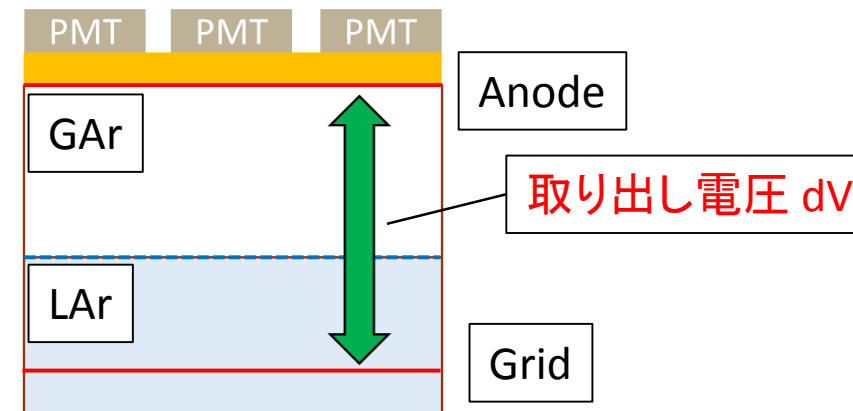 PMT PMT PMT
Anode
GAr
取り出し電圧 dV
LAr
Grid